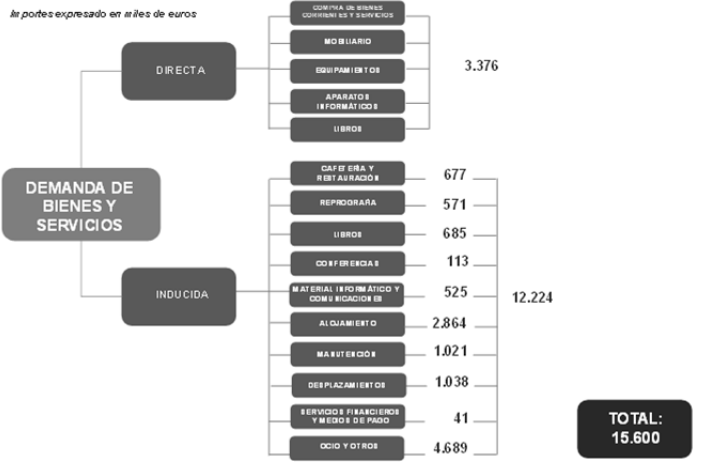 Importes expresado en miles de euros
COMPRA DE BIENES
CORRIENTES Y SERVICIOS
MOBILIARIO
DIRECTA
EQUIPAMIENTOS
3.376
APARATOS
INFORMÁTICOS
LIBROS
DEMANDA DE
BIENES Y
SERVICIOS
CAFETERÍA Y
RESTAURACIÓN
677
REPROGRAFÍA
571
LIBROS
685
CONFERENCIAS
113
INDUCIDA
MATERIAL INFORMÁTICO Y
COMUNICACIONES
525
12.224
ALOJAMIENTO
2.864
MANUTENCIÓN
1.021
DESPLAZAMIENTOS
1.038
SERVICIOS FINANCIEROS
Y MEDIOS DE PAGO
41
OCIO Y OTROS
4.689
TOTAL:
15.600